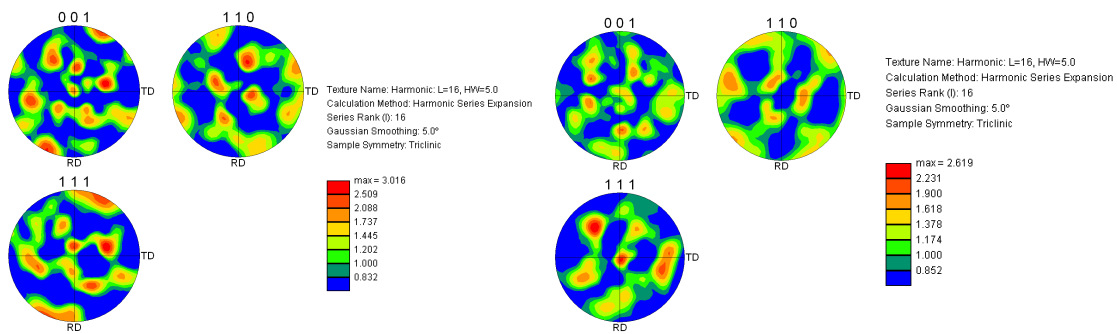 0 0 1
1 1 0
TD
TD
RD
RD
1 1 1
TD
RD
Texture Name: Harmonic: L=16, HW=5.0
Calculation Method: Harmonic Series Expansion
Series Rank (l): 16
Gaussian Smoothing: 5.0°
Sample Symmetry: Triclinic
max = 3.016
2.509
2.088
1.737
1.445
1.202
1.000
0.832
0 0 1
1 1 0
TD
TD
RD
RD
1 1 1
TD
RD
Texture Name: Harmonic: L=16, HW=5.0
Calculation Method: Harmonic Series Expansion
Series Rank (l): 16
Gaussian Smoothing: 5.0°
Sample Symmetry: Triclinic
max = 2.619
2.231
1.900
1.618
1.378
1.174
1.000
0.852